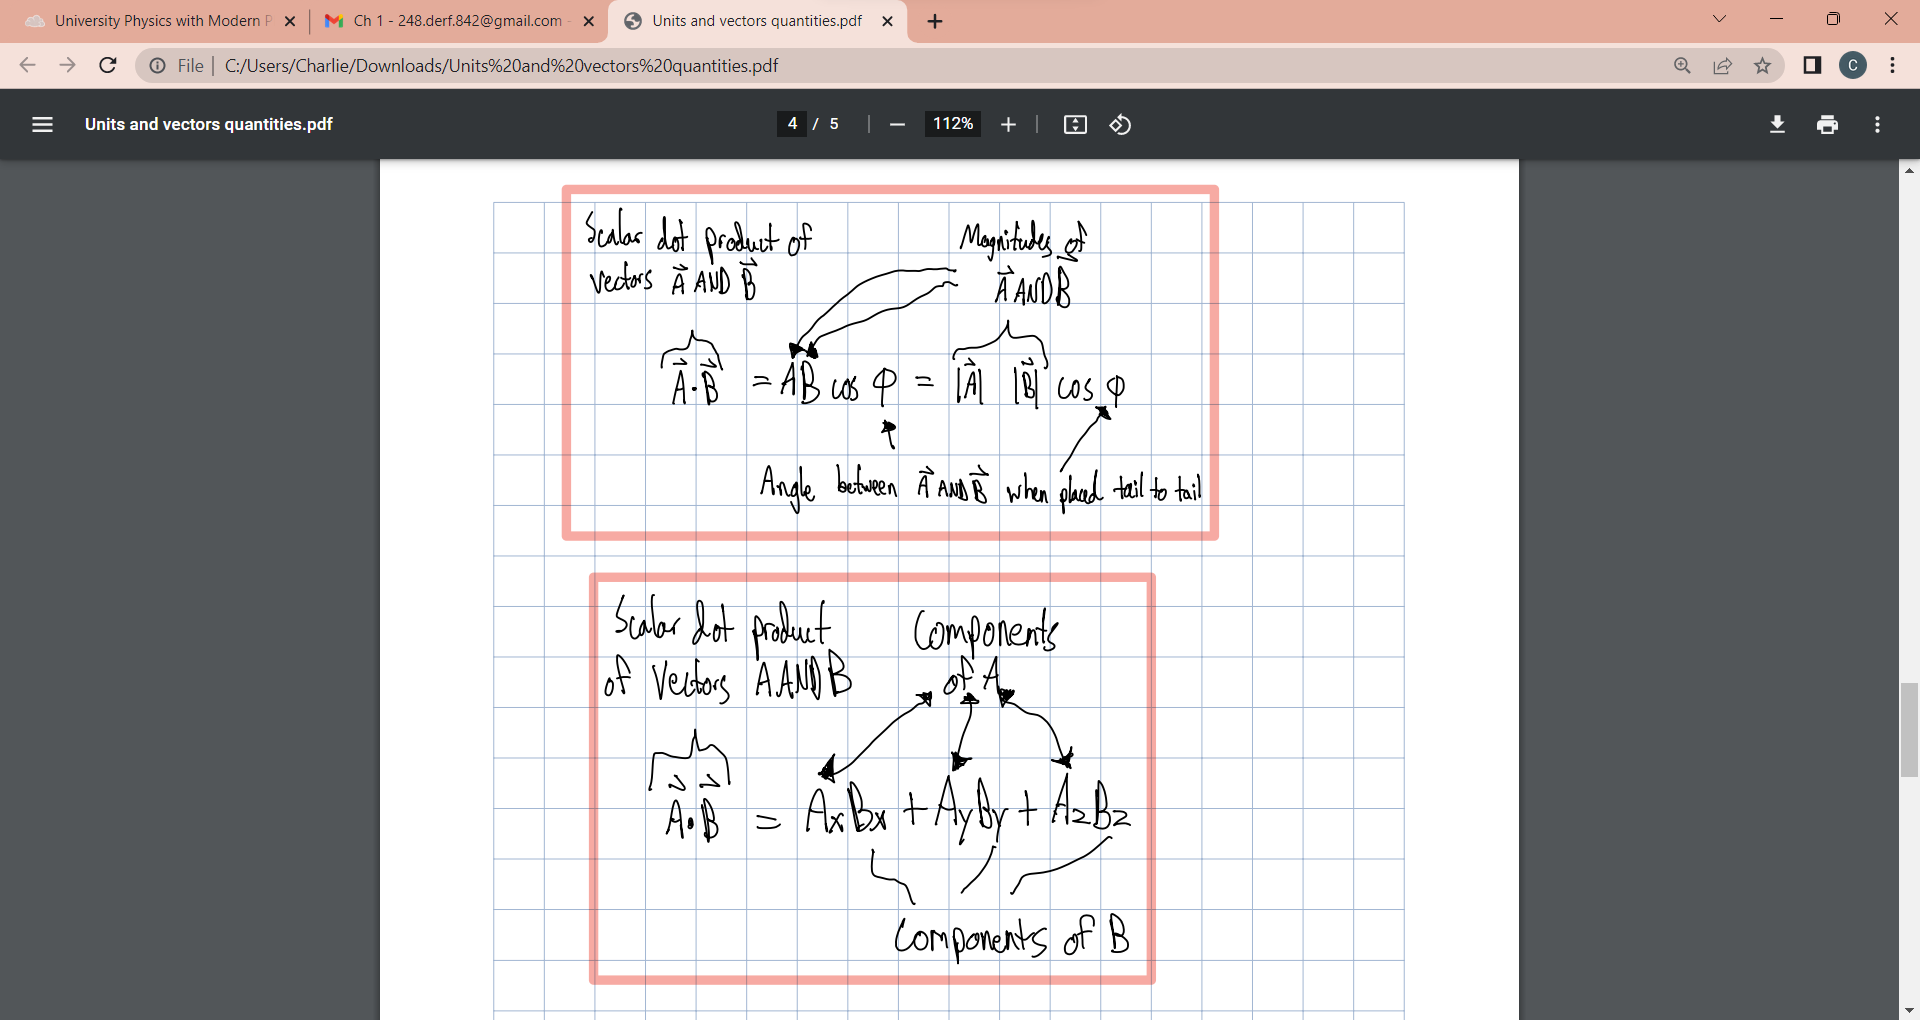 University Physics with Modern P
Ch 1 - 248.derf.842@gmail.com -
Units and vectors quantities.pdf
File | C:/Users/Charlie/Downloads/Units%20and%20vectors%20quantities.pdf
C
Units and vectors quantities.pdf
4 / 5
112%
Scalar dot product of
vectors A⃗ AND B⃗
Magnitudes of
A⃗ AND B⃗
A⃗·B⃗ = AB cos φ = |A⃗| |B⃗| cos φ
Angle between A⃗ AND B⃗ when placed tail to tail
Scalar dot product
of Vectors A AND B
Components
of A
A⃗·B⃗ = AxBx + AyBy + AzBz
Components of B